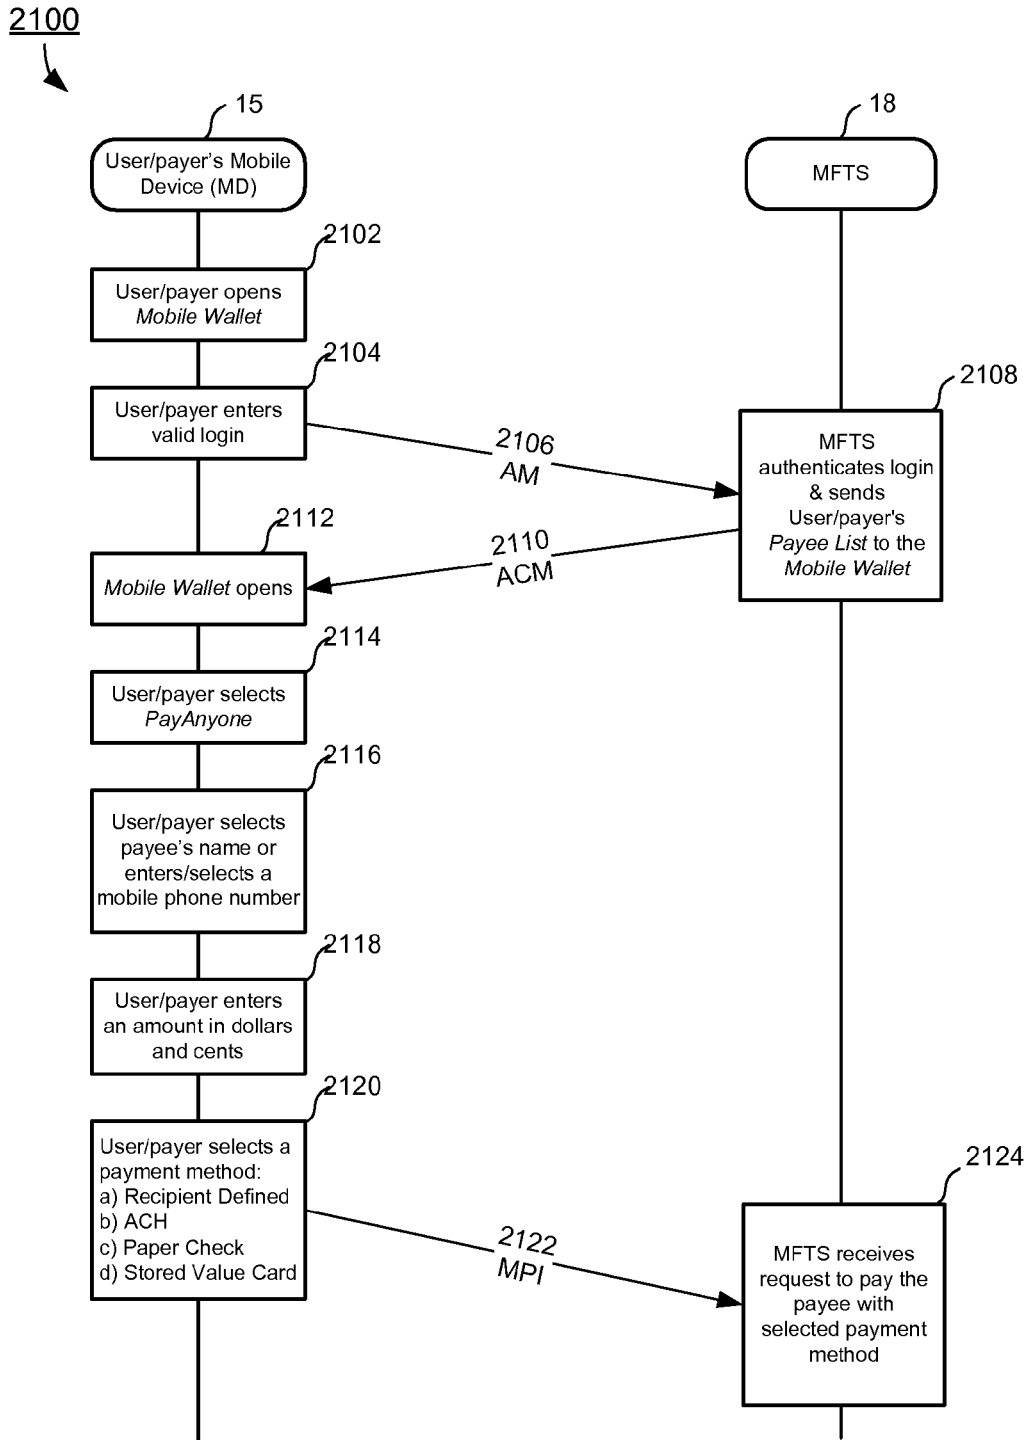 2100
15
18
User/payer's Mobile
Device (MD)
MFTS
2102
User/payer opens
Mobile Wallet
2104
User/payer enters
valid login
2106
AM
2108
MFTS
authenticates login
& sends
User/payer's
Payee List to the
Mobile Wallet
2110
ACM
2112
Mobile Wallet opens
2114
User/payer selects
PayAnyone
2116
User/payer selects
payee's name or
enters/selects a
mobile phone number
2118
User/payer enters
an amount in dollars
and cents
2120
User/payer selects a
payment method:
a) Recipient Defined
b) ACH
c) Paper Check
d) Stored Value Card
2122
MPI
2124
MFTS receives
request to pay the
payee with
selected payment
method